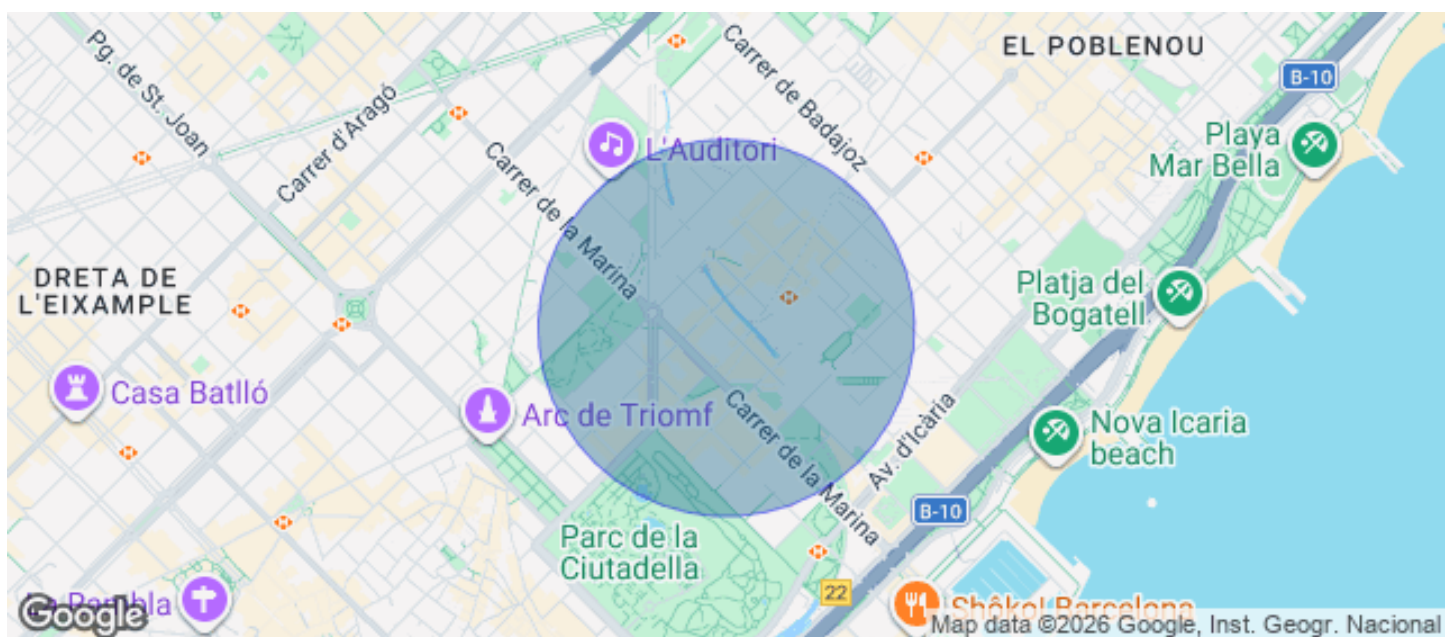 Pg. de St. Joan
Carrer d'Aragó
Carrer de Badajoz
EL POBLENOU
B-10
L'Auditori
Playa
Mar Bella
Carrer de la Marina
DRETA DE
L'EIXAMPLE
Platja del
Bogatell
Casa Batlló
Arc de Triomf
Carrer de la Marina
Av. d'Icària
Nova Icaria
beach
B-10
Parc de la
Ciutadella
22
Shôkol Barcelona
Google
Map data ©2026 Google, Inst. Geogr. Nacional